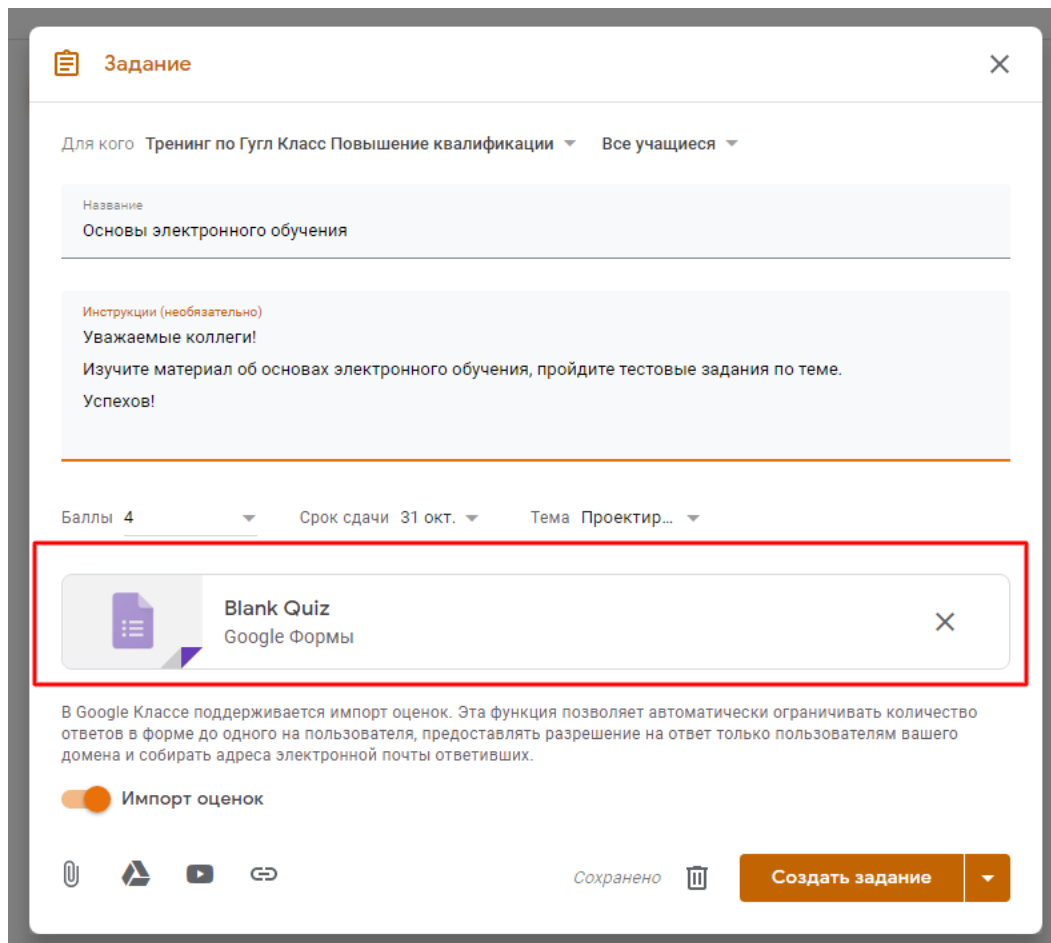 Задание
Для кого Тренинг по Гугл Класс Повышение квалификации Все учащиеся
Название
Основы электронного обучения
Инструкции (необязательно)
Уважаемые коллеги!
Изучите материал об основах электронного обучения, пройдите тестовые задания по теме.
Успехов!
Баллы 4 Срок сдачи 31 окт. Тема Проектир...
Blank Quiz
Google Формы
В Google Классе поддерживается импорт оценок. Эта функция позволяет автоматически ограничивать количество
ответов в форме до одного на пользователя, предоставлять разрешение на ответ только пользователям вашего
домена и собирать адреса электронной почты ответивших.
Импорт оценок
Сохранено Создать задание